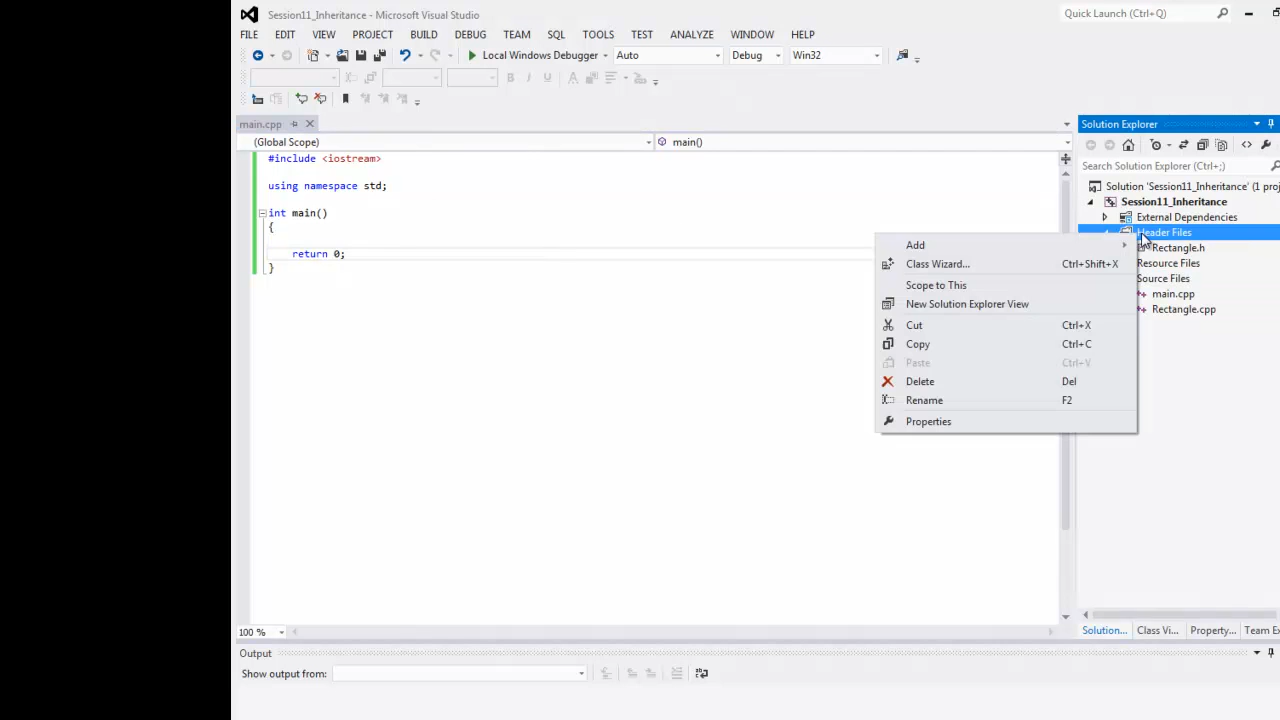 Session11_Inheritance - Microsoft Visual Studio
Quick Launch (Ctrl+Q)
FILE EDIT VIEW PROJECT BUILD DEBUG TEAM SQL TOOLS TEST ANALYZE WINDOW HELP
Local Windows Debugger Auto Debug Win32
main.cpp
(Global Scope) main()
#include <iostream>
using namespace std;
int main()
{
return 0;
}
Solution Explorer
Search Solution Explorer (Ctrl+;)
Solution 'Session11_Inheritance' (1 proj
Session11_Inheritance
External Dependencies
Header Files
Rectangle.h
Resource Files
Source Files
main.cpp
Rectangle.cpp
Add
Class Wizard... Ctrl+Shift+X
Scope to This
New Solution Explorer View
Cut Ctrl+X
Copy Ctrl+C
Paste Ctrl+V
Delete Del
Rename F2
Properties
100 %
Solution... Class Vi... Property... Team Ex
Output
Show output from: